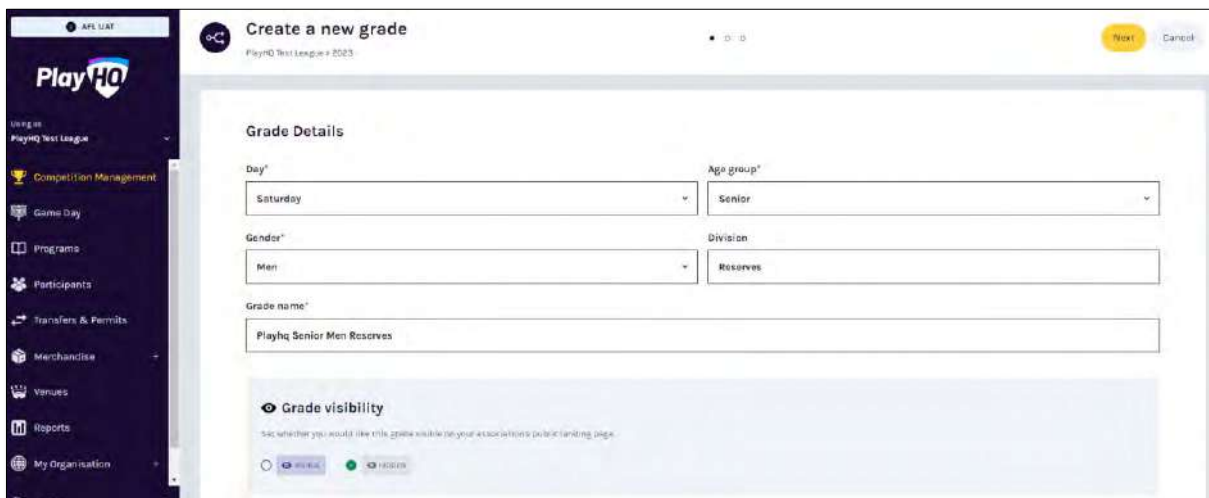 AFL UAT
PlayHQ
Using as
PlayHQ Test League
Competition Management
Game Day
Programs
Participants
Transfers & Permits
Merchandise +
Venues
Reports
My Organisation +
Create a new grade
PlayHQ Test League > 2023
Next
Cancel
Grade Details
Day*
Saturday
Age group*
Senior
Gender*
Men
Division
Reserves
Grade name*
Playhq Senior Men Reserves
Grade visibility
Set whether you would like this grade visible on your association's public landing page.
VISIBLE
HIDDEN